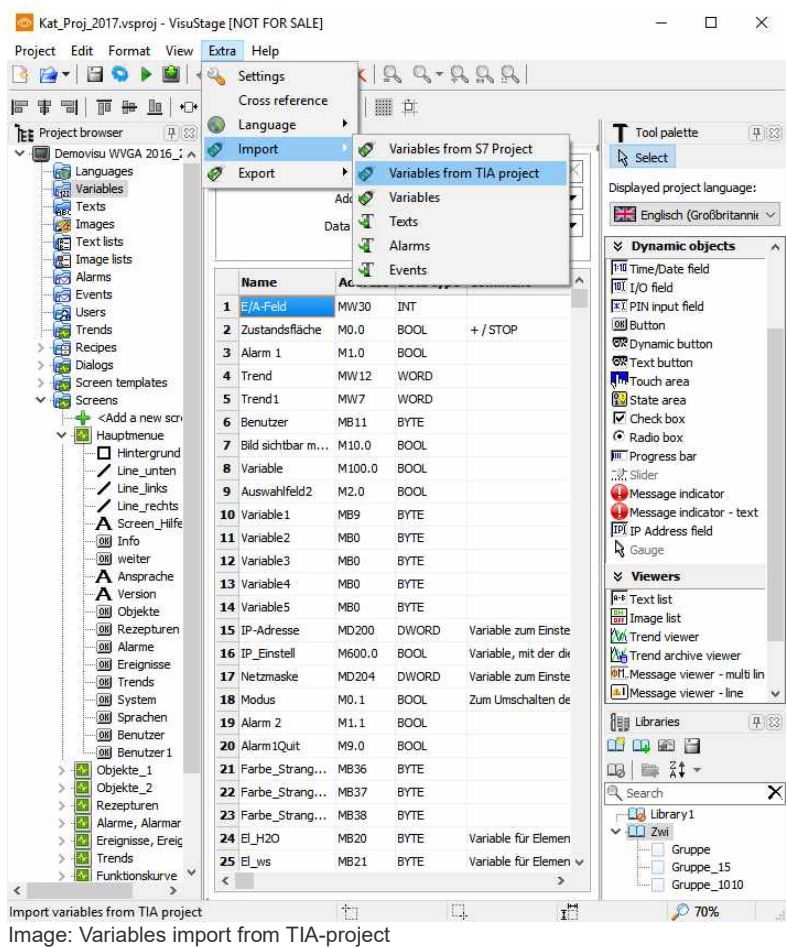 Kat_Proj_2017.vsproj - VisuStage [NOT FOR SALE]
Project Edit Format View Extra Help
Settings
Cross reference
Language
Import
Export
Variables from S7 Project
Variables from TIA project
Variables
Texts
Alarms
Events
Project browser
Demovisu WVGA 2016_
Languages
Variables
Texts
Images
Text lists
Image lists
Alarms
Events
Users
Trends
Recipes
Dialogs
Screen templates
Screens
<Add a new scr
Hauptmenue
Hintergrund
Line_unten
Line_links
Line_rechts
Screen_Hilfe
Info
weiter
Ansprache
Version
Objekte
Rezepturen
Alarme
Ereignisse
Trends
System
Sprachen
Benutzer
Benutzer1
Objekte_1
Objekte_2
Rezepturen
Alarme, Alarmar
Ereignisse, Ereig
Trends
Funktionskurve
Name
1 E/A-Feld MW30 INT
2 Zustandsfläche M0.0 BOOL + / STOP
3 Alarm 1 M1.0 BOOL
4 Trend MW12 WORD
5 Trend1 MW7 WORD
6 Benutzer MB11 BYTE
7 Bild sichtbar m... M10.0 BOOL
8 Variable M100.0 BOOL
9 Auswahlfeld2 M2.0 BOOL
10 Variable1 MB9 BYTE
11 Variable2 MB0 BYTE
12 Variable3 MB0 BYTE
13 Variable4 MB0 BYTE
14 Variable5 MB0 BYTE
15 IP-Adresse MD200 DWORD Variable zum Einste
16 IP_Einstell M600.0 BOOL Variable, mit der die
17 Netzmaske MD204 DWORD Variable zum Einste
18 Modus M0.1 BOOL Zum Umschalten de
19 Alarm 2 M1.1 BOOL
20 Alarm1Quit M9.0 BOOL
21 Farbe_Strang... MB36 BYTE
22 Farbe_Strang... MB37 BYTE
23 Farbe_Strang... MB38 BYTE
24 El_H2O MB20 BYTE Variable für Elemen
25 El_ws MB21 BYTE Variable für Elemen
Tool palette
Select
Displayed project language:
Englisch (Großbritannie
Dynamic objects
Time/Date field
I/O field
PIN input field
Button
Dynamic button
Text button
Touch area
State area
Check box
Radio box
Progress bar
Slider
Message indicator
Message indicator - text
IP Address field
Gauge
Viewers
Text list
Image list
Trend viewer
Trend archive viewer
Message viewer - multi lin
Message viewer - line
Libraries
Search
Library1
Zwi
Gruppe
Gruppe_15
Gruppe_1010
Import variables from TIA project
70%
Image: Variables import from TIA-project